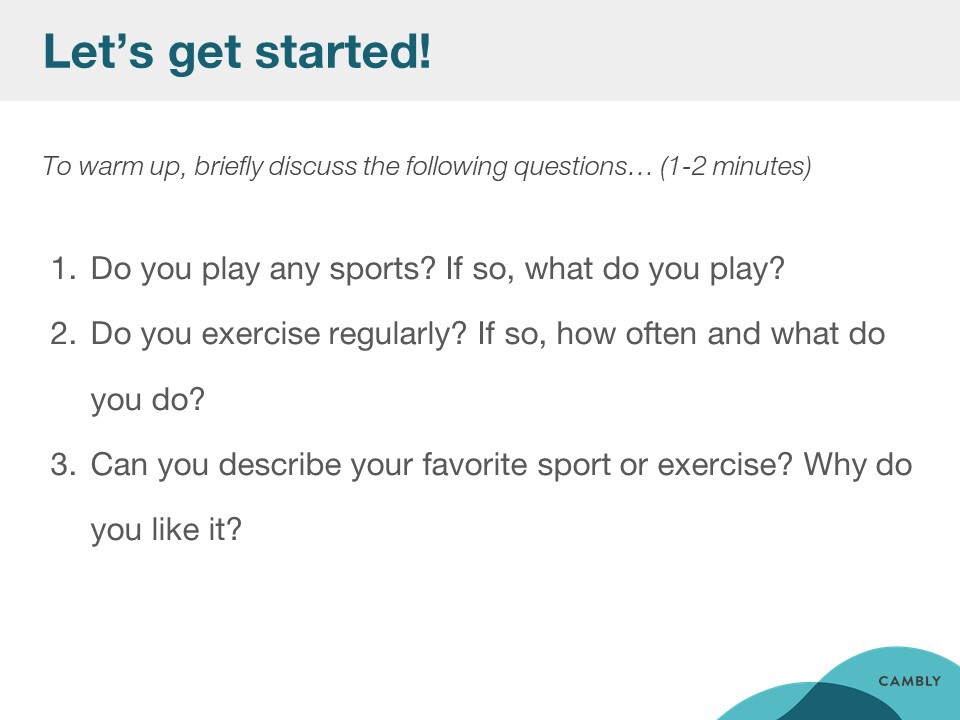 Let’s get started!
To warm up, briefly discuss the following questions… (1-2 minutes)
1. Do you play any sports? If so, what do you play?
2. Do you exercise regularly? If so, how often and what do
you do?
3. Can you describe your favorite sport or exercise? Why do
you like it?
CAMBLY